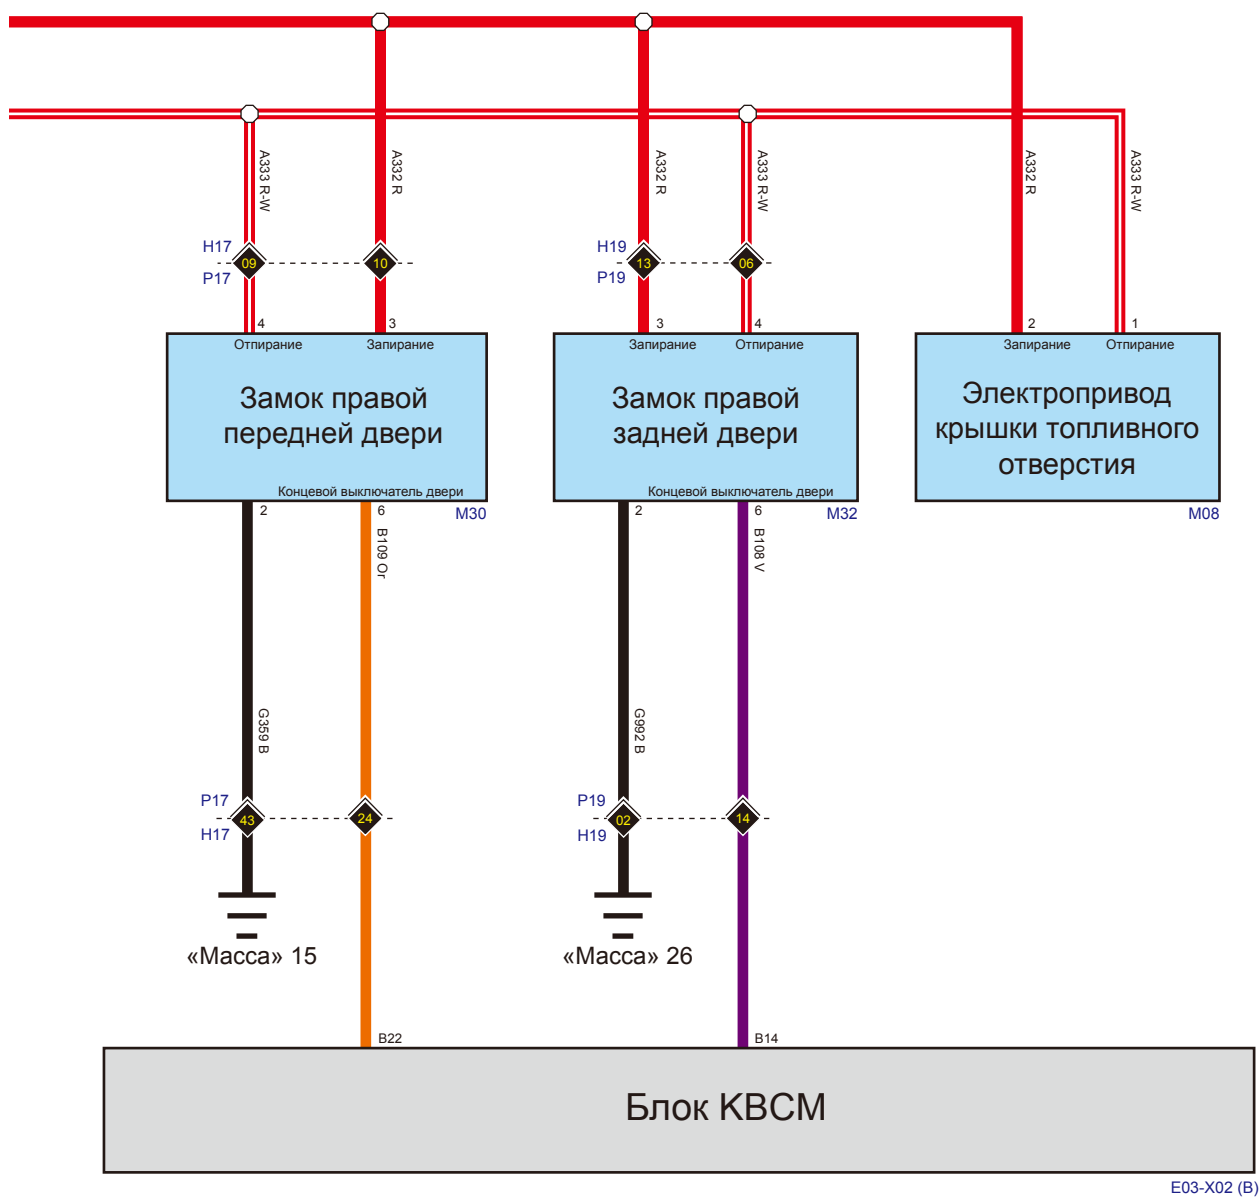 A333 R-W
A332 R
A332 R
A333 R-W
A332 R
A333 R-W
H17
09
10
P17
H19
13
06
P19
4
3
3
4
2
1
Отпирание
Запирание
Запирание
Отпирание
Запирание
Отпирание
Замок правой
передней двери
Замок правой
задней двери
Электропривод
крышки топливного
отверстия
Концевой выключатель двери
Концевой выключатель двери
2
6
M30
2
6
M32
M08
B109 Or
B108 V
G359 B
G992 B
P17
43
24
H17
P19
02
14
H19
«Масса» 15
«Масса» 26
B22
B14
Блок KBCM
E03-X02 (B)